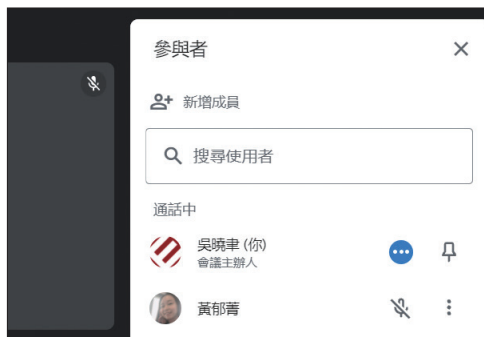 參與者
新增成員
搜尋使用者
通話中
吳曉聿 (你)
會議主辦人
黃郁菁